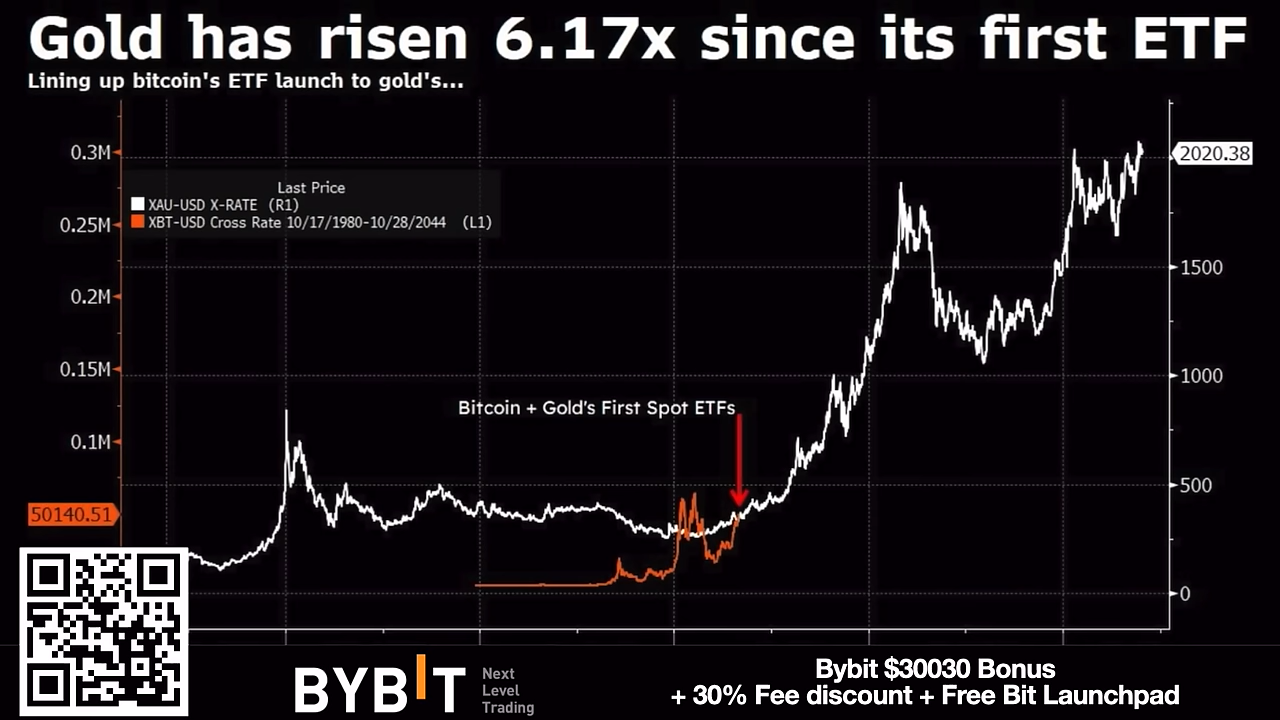 Gold has risen 6.17x since its first ETF
Lining up bitcoin's ETF launch to gold's...
0.3M
0.25M
0.2M
0.15M
0.1M
50140.51
Last Price
XAU-USD X-RATE (R1)
XBT-USD Cross Rate 10/17/1980-10/28/2044 (L1)
Bitcoin + Gold's First Spot ETFs
2020.38
1500
1000
500
0
BYBIT
Next
Level
Trading
Bybit $30030 Bonus
+ 30% Fee discount + Free Bit Launchpad